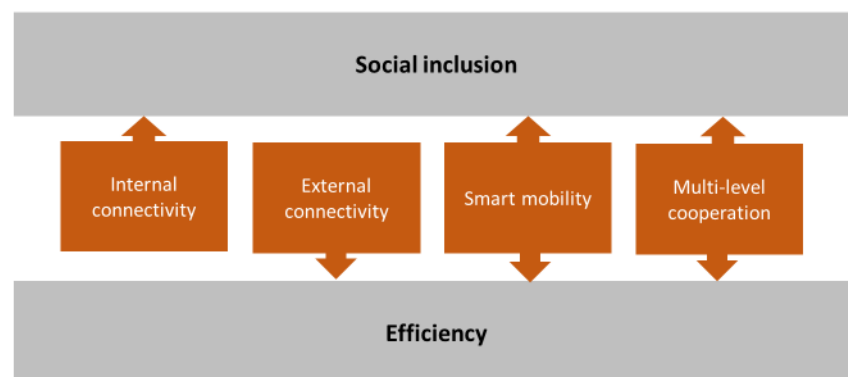 Social inclusion
Internal
connectivity
External
connectivity
Smart mobility
Multi-level
cooperation
Efficiency